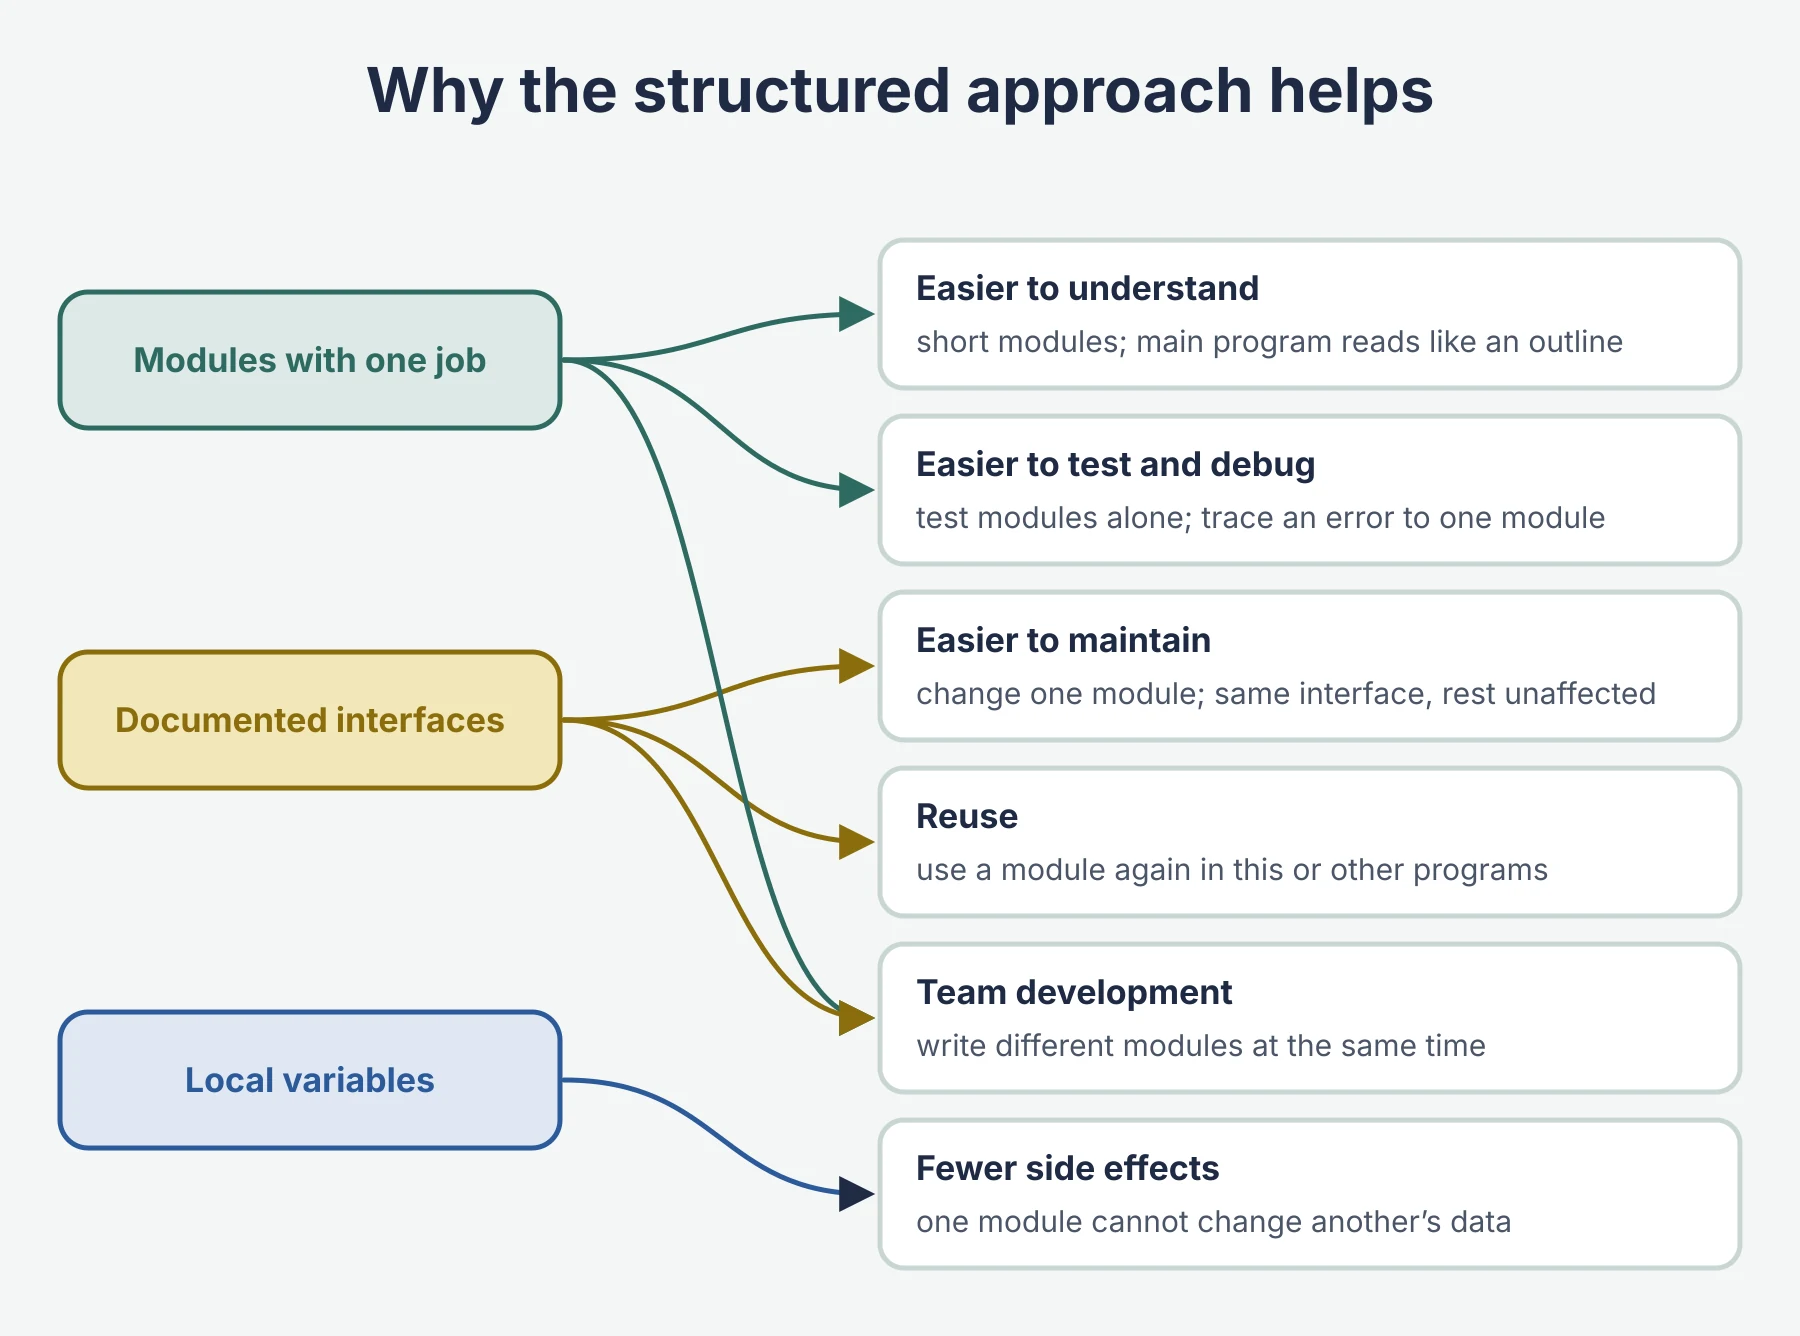 Why the structured approach helps
Modules with one job
Documented interfaces
Local variables
Easier to understand
short modules; main program reads like an outline
Easier to test and debug
test modules alone; trace an error to one module
Easier to maintain
change one module; same interface, rest unaffected
Reuse
use a module again in this or other programs
Team development
write different modules at the same time
Fewer side effects
one module cannot change another’s data